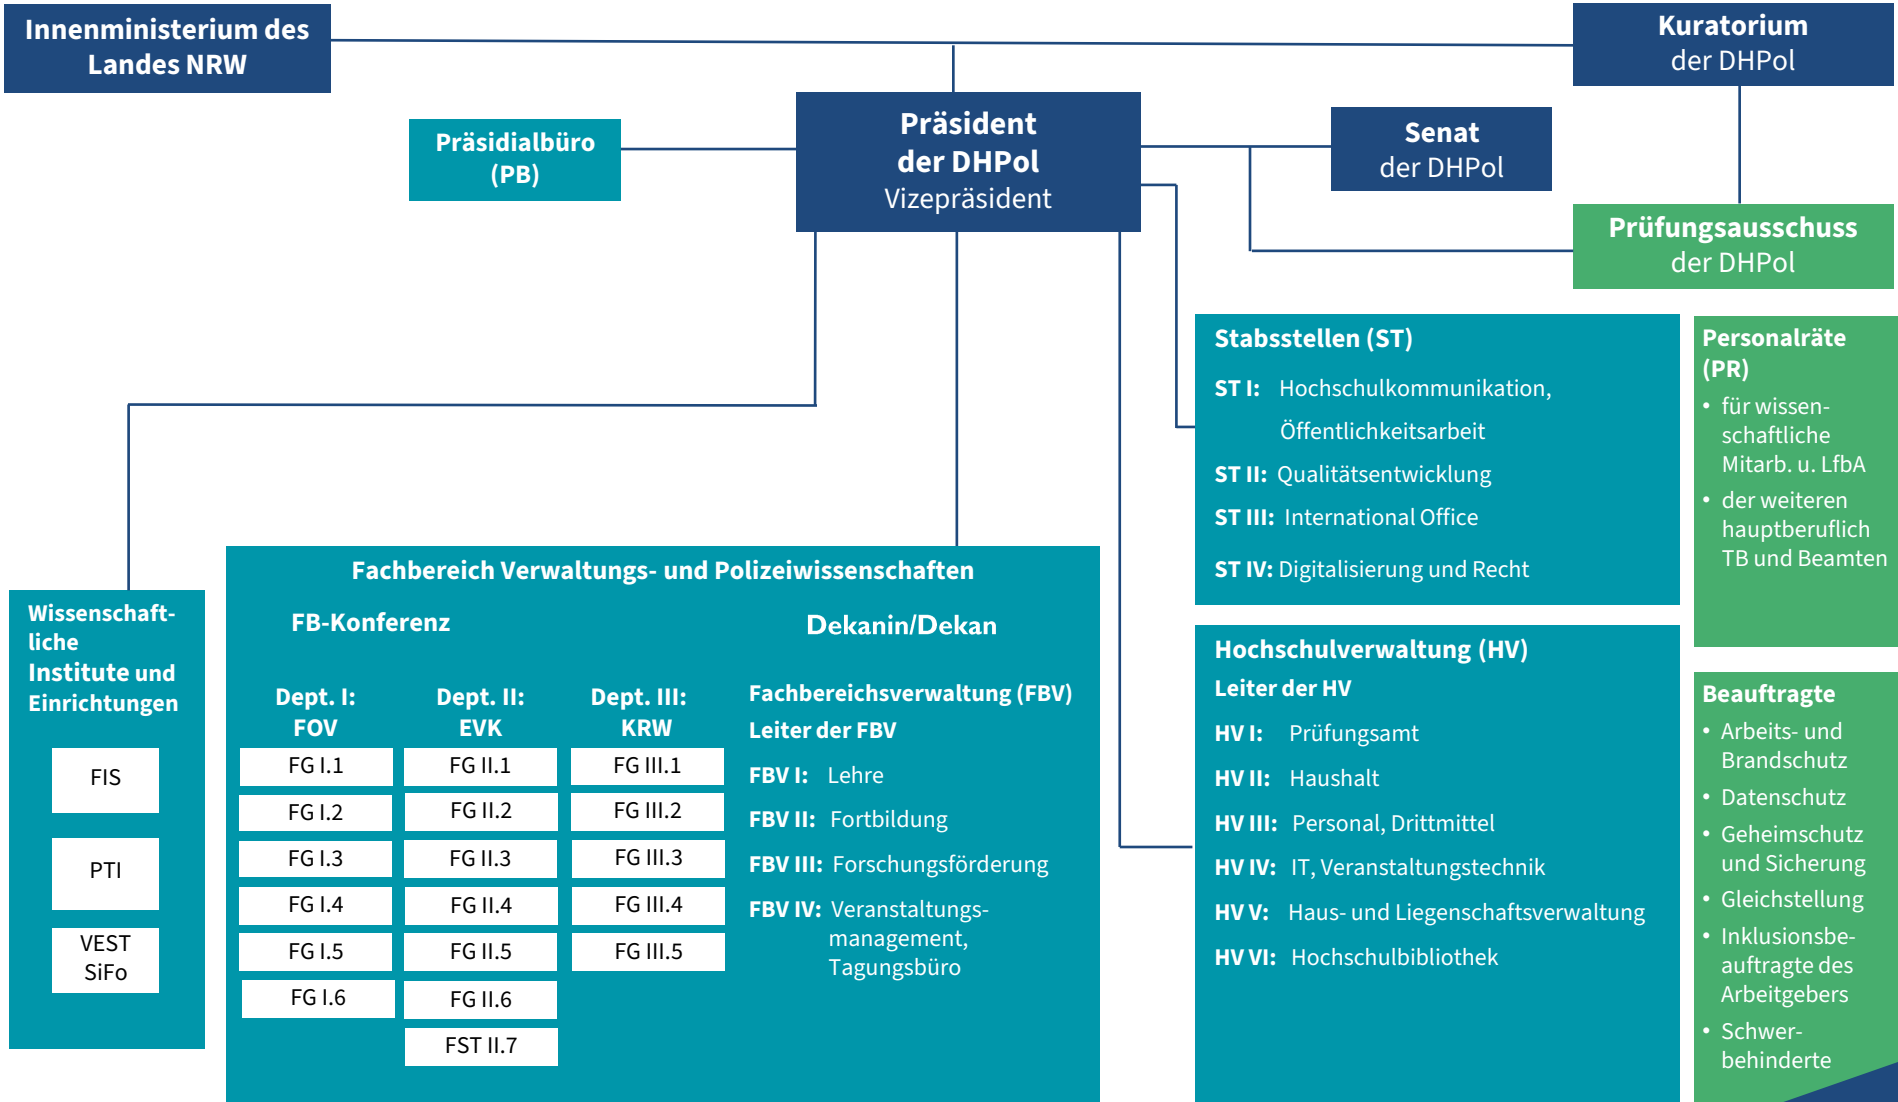 Innenministerium des
Landes NRW
Kuratorium
der DHPol
Präsidialbüro
(PB)
Präsident
der DHPol
Vizepräsident
Senat
der DHPol
Prüfungsausschuss
der DHPol
Wissenschaft-
liche
Institute und
Einrichtungen
FIS
PTI
VEST
SiFo
Fachbereich Verwaltungs- und Polizeiwissenschaften
FB-Konferenz
Dekanin/Dekan
Dept. I:
FOV
FG I.1
FG I.2
FG I.3
FG I.4
FG I.5
FG I.6
Dept. II:
EVK
FG II.1
FG II.2
FG II.3
FG II.4
FG II.5
FG II.6
FST II.7
Dept. III:
KRW
FG III.1
FG III.2
FG III.3
FG III.4
FG III.5
Fachbereichsverwaltung (FBV)
Leiter der FBV
FBV I: Lehre
FBV II: Fortbildung
FBV III: Forschungsförderung
FBV IV: Veranstaltungs-
management,
Tagungsbüro
Stabsstellen (ST)
ST I: Hochschulkommunikation,
Öffentlichkeitsarbeit
ST II: Qualitätsentwicklung
ST III: International Office
ST IV: Digitalisierung und Recht
Hochschulverwaltung (HV)
Leiter der HV
HV I: Prüfungsamt
HV II: Haushalt
HV III: Personal, Drittmittel
HV IV: IT, Veranstaltungstechnik
HV V: Haus- und Liegenschaftsverwaltung
HV VI: Hochschulbibliothek
Personalräte
(PR)
• für wissen-
schaftliche
Mitarb. u. LfbA
• der weiteren
hauptberuflich
TB und Beamten
Beauftragte
• Arbeits- und
Brandschutz
• Datenschutz
• Geheimschutz
und Sicherung
• Gleichstellung
• Inklusionsbe-
auftragte des
Arbeitgebers
• Schwer-
behinderte